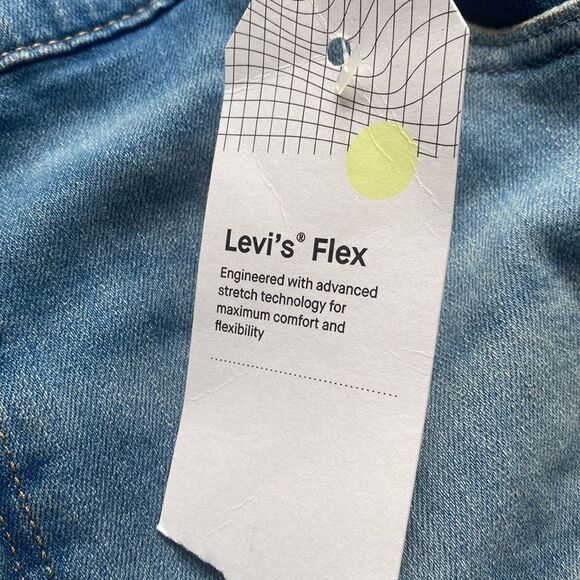 Levi's® Flex
Engineered with advanced
stretch technology for
maximum comfort and
flexibility